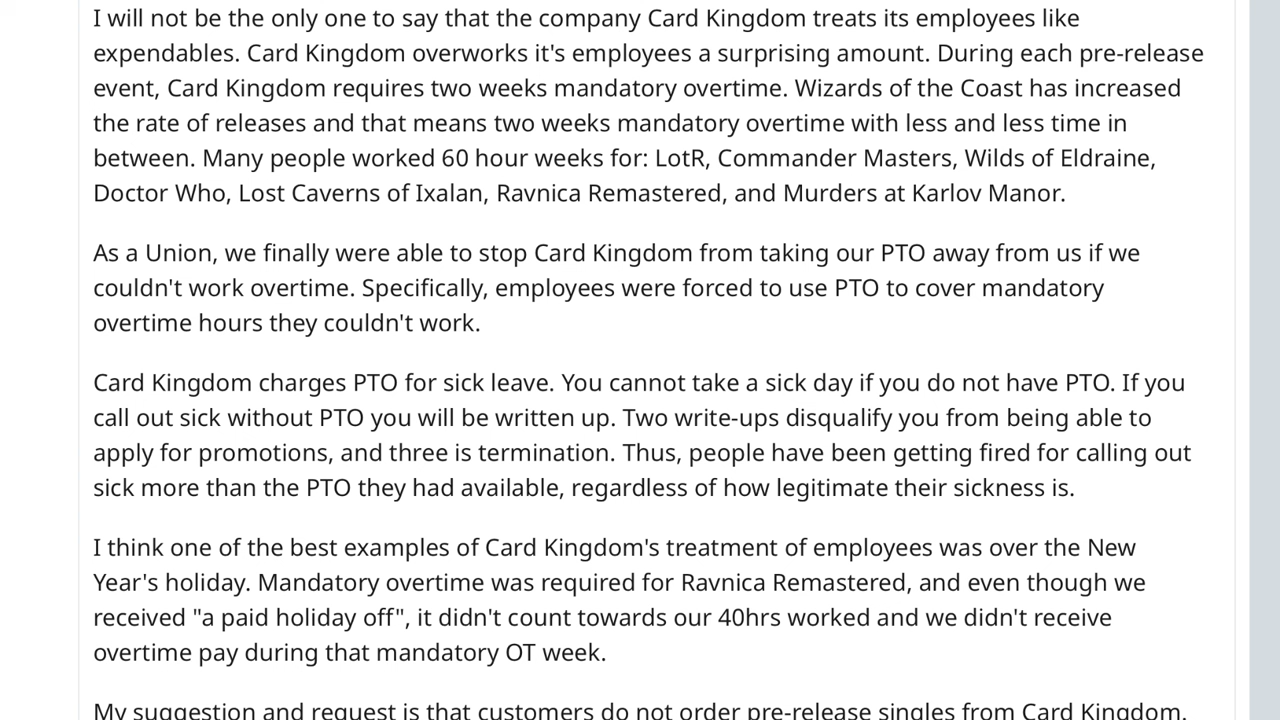 I will not be the only one to say that the company Card Kingdom treats its employees like
expendables. Card Kingdom overworks it's employees a surprising amount. During each pre-release
event, Card Kingdom requires two weeks mandatory overtime. Wizards of the Coast has increased
the rate of releases and that means two weeks mandatory overtime with less and less time in
between. Many people worked 60 hour weeks for: LotR, Commander Masters, Wilds of Eldraine,
Doctor Who, Lost Caverns of Ixalan, Ravnica Remastered, and Murders at Karlov Manor.
As a Union, we finally were able to stop Card Kingdom from taking our PTO away from us if we
couldn't work overtime. Specifically, employees were forced to use PTO to cover mandatory
overtime hours they couldn't work.
Card Kingdom charges PTO for sick leave. You cannot take a sick day if you do not have PTO. If you
call out sick without PTO you will be written up. Two write-ups disqualify you from being able to
apply for promotions, and three is termination. Thus, people have been getting fired for calling out
sick more than the PTO they had available, regardless of how legitimate their sickness is.
I think one of the best examples of Card Kingdom's treatment of employees was over the New
Year's holiday. Mandatory overtime was required for Ravnica Remastered, and even though we
received "a paid holiday off", it didn't count towards our 40hrs worked and we didn't receive
overtime pay during that mandatory OT week.
My suggestion and request is that customers do not order pre-release singles from Card Kingdom.